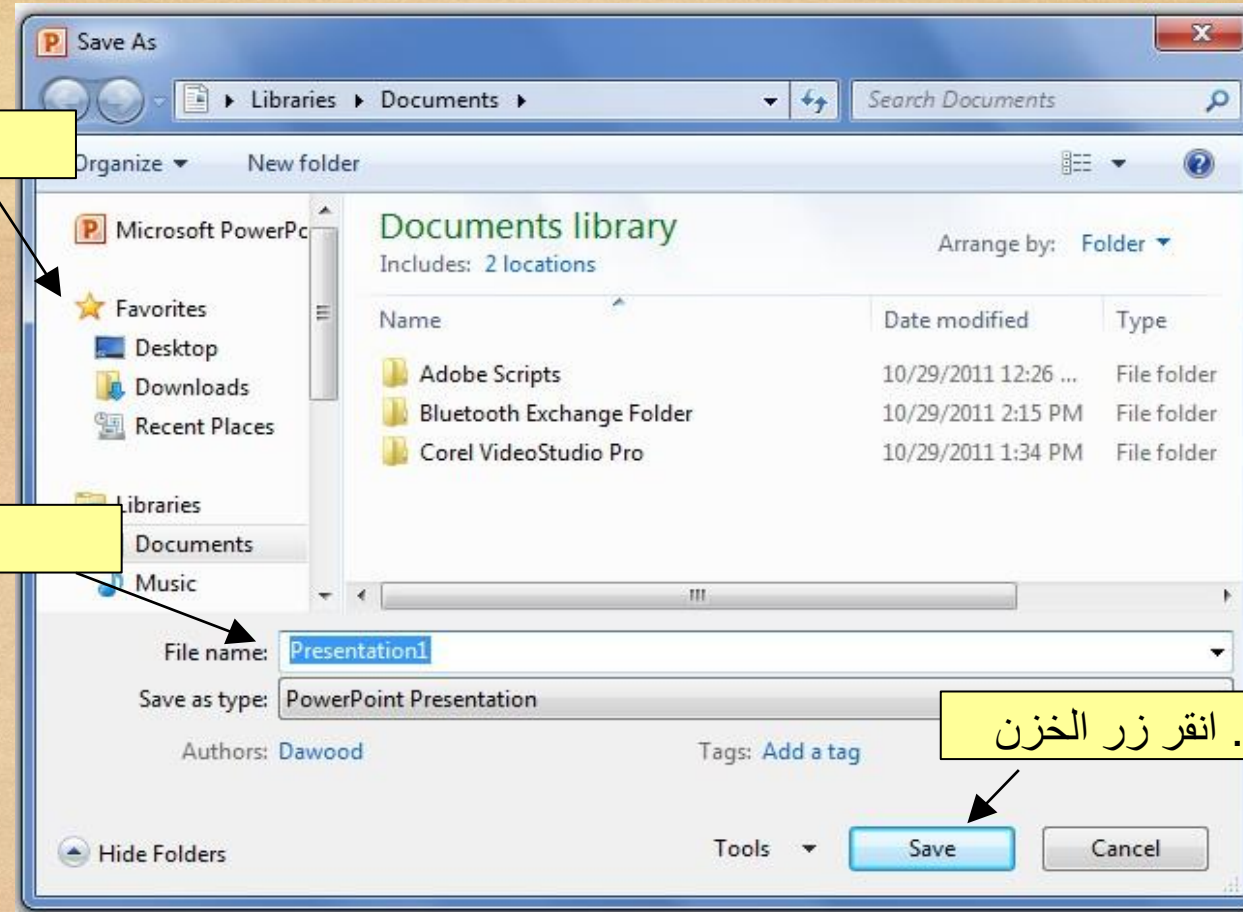 Save As
Libraries Documents
Search Documents
Organize New folder
Microsoft PowerPo
Documents library
Includes: 2 locations
Arrange by: Folder
Favorites
Desktop
Downloads
Recent Places
Libraries
Documents
Music
Name Date modified Type
Adobe Scripts 10/29/2011 12:26 ... File folder
Bluetooth Exchange Folder 10/29/2011 2:15 PM File folder
Corel VideoStudio Pro 10/29/2011 1:34 PM File folder
File name: Presentation1
Save as type: PowerPoint Presentation
Authors: Dawood Tags: Add a tag
. انقر زر الخزن
Hide Folders Tools Save Cancel